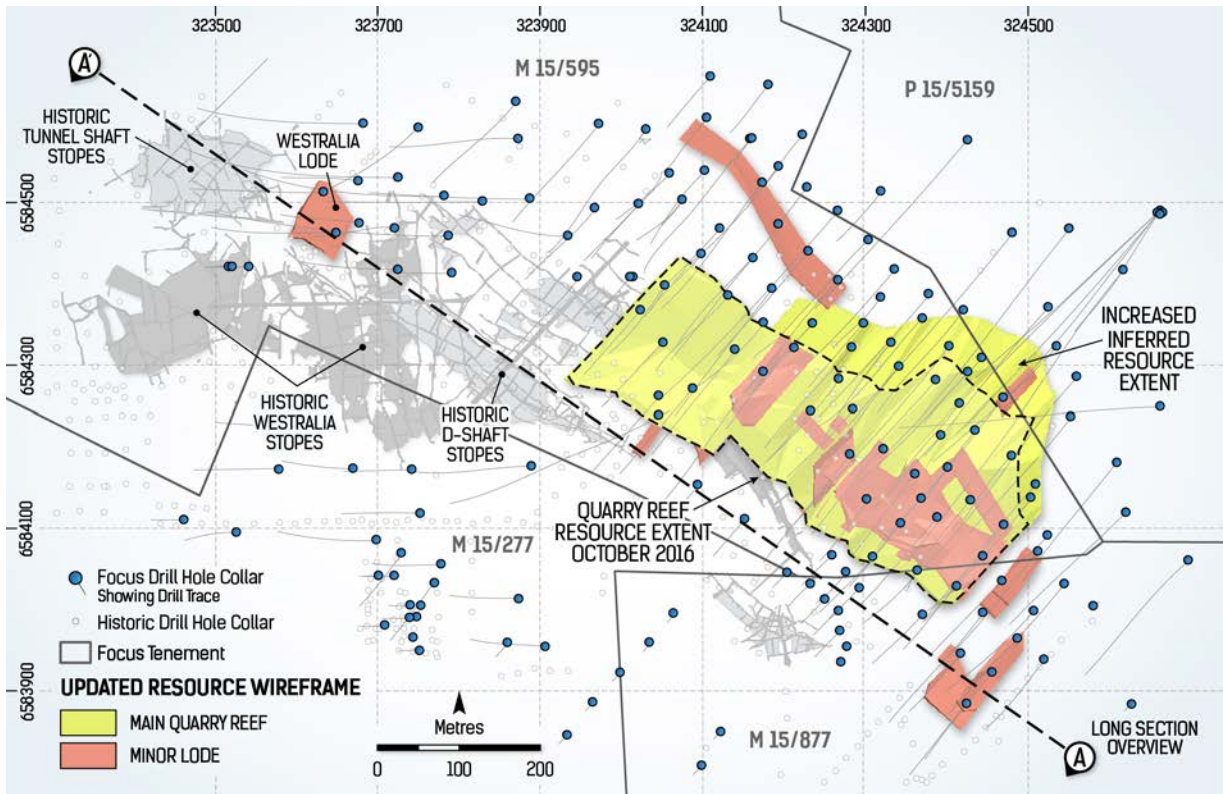 323500
323700
323900
324100
324300
324500
A'
M 15/595
P 15/5159
HISTORIC
TUNNEL SHAFT
STOPES
WESTRALIA
LODE
6584500
INCREASED
INFERRED
RESOURCE
EXTENT
6584300
HISTORIC
WESTRALIA
STOPES
HISTORIC
D-SHAFT
STOPES
QUARRY REEF
RESOURCE EXTENT
OCTOBER 2016
6584100
M 15/277
Focus Drill Hole Collar
Showing Drill Trace
Historic Drill Hole Collar
Focus Tenement
UPDATED RESOURCE WIREFRAME
MAIN QUARRY REEF
MINOR LODE
6583900
Metres
0 100 200
M 15/877
LONG SECTION
OVERVIEW
A